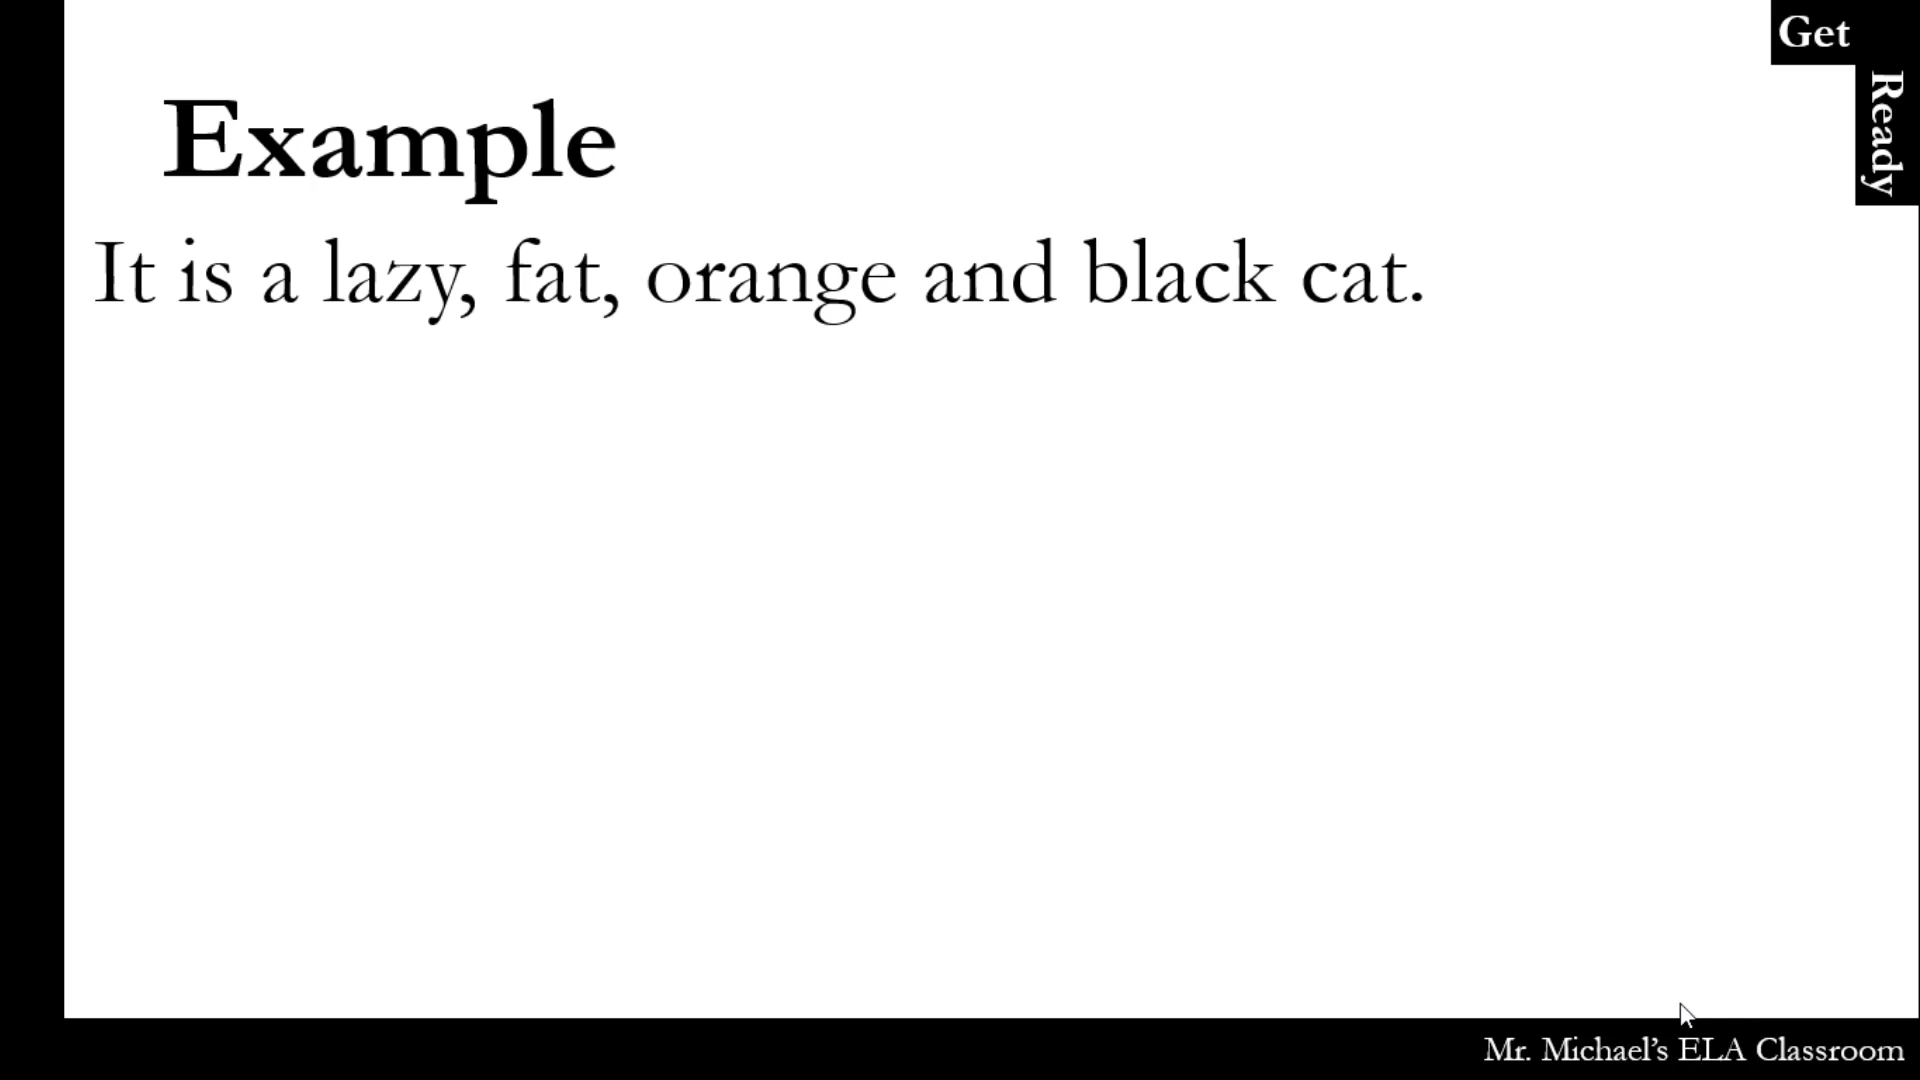 Get
Ready
Example
It is a lazy, fat, orange and black cat.
Mr. Michael’s ELA Classroom